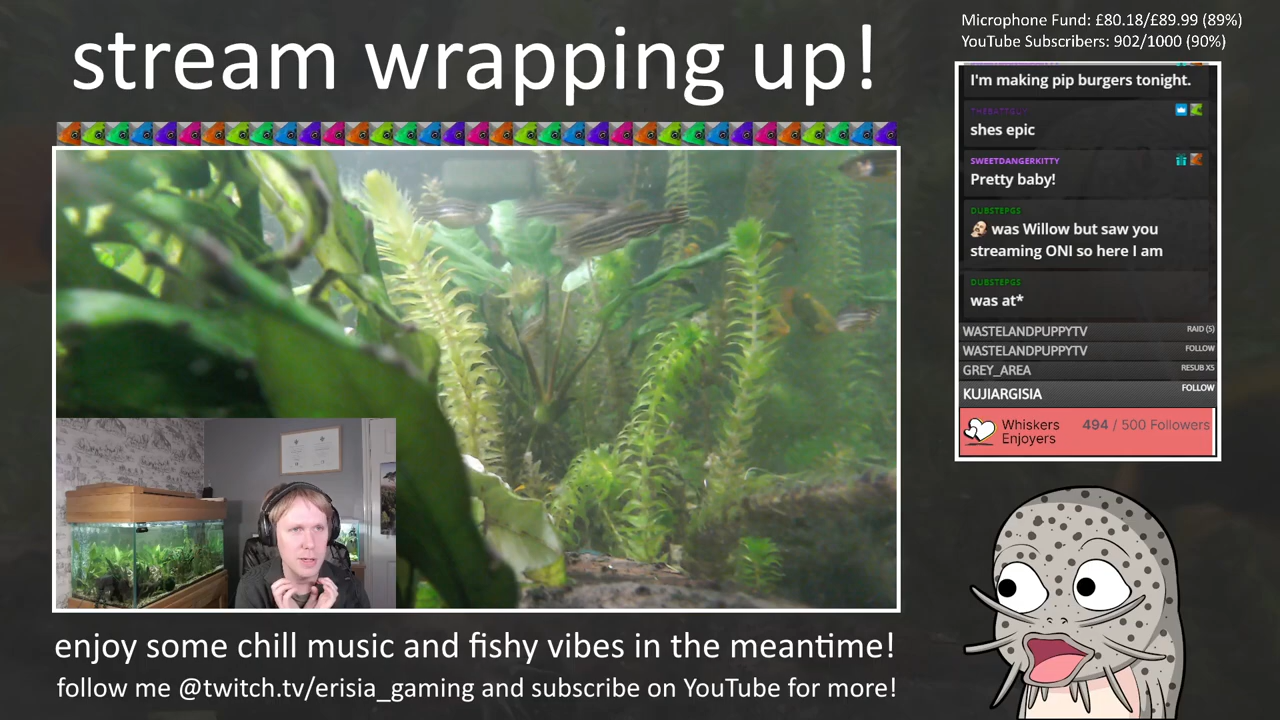 Microphone Fund: £80.18/£89.99 (89%)
YouTube Subscribers: 902/1000 (90%)
stream wrapping up!
I'm making pip burgers tonight.
shes epic
SWEETDANGERKITTY
Pretty baby!
DUBSTEPGS
was Willow but saw you
streaming ONI so here I am
DUBSTEPGS
was at*
WASTELANDPUPPYTV RAID (5)
WASTELANDPUPPYTV FOLLOW
GREY_AREA RESUB X5
KUJIARGISIA FOLLOW
Whiskers
Enjoyers
494 / 500 Followers
enjoy some chill music and fishy vibes in the meantime!
follow me @twitch.tv/erisia_gaming and subscribe on YouTube for more!